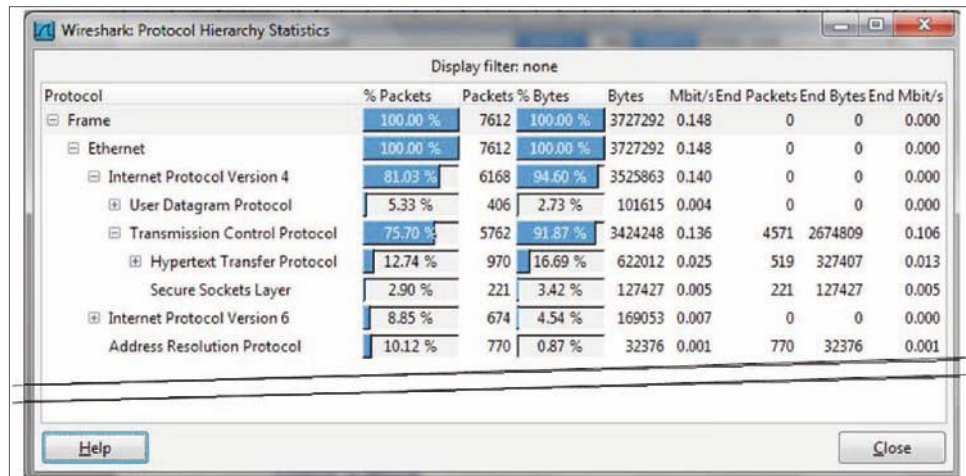 Wireshark: Protocol Hierarchy Statistics
Display filter: none
Protocol % Packets Packets % Bytes Bytes Mbit/s End Packets End Bytes End Mbit/s
Frame 100.00 % 7612 100.00 % 3727292 0.148 0 0 0.000
Ethernet 100.00 % 7612 100.00 % 3727292 0.148 0 0 0.000
Internet Protocol Version 4 81.03 % 6168 94.60 % 3525863 0.140 0 0 0.000
User Datagram Protocol 5.33 % 406 2.73 % 101615 0.004 0 0 0.000
Transmission Control Protocol 75.70 % 5762 91.87 % 3424248 0.136 4571 2674809 0.106
Hypertext Transfer Protocol 12.74 % 970 16.69 % 622012 0.025 519 327407 0.013
Secure Sockets Layer 2.90 % 221 3.42 % 127427 0.005 221 127427 0.005
Internet Protocol Version 6 8.85 % 674 4.54 % 169053 0.007 0 0 0.000
Address Resolution Protocol 10.12 % 770 0.87 % 32376 0.001 770 32376 0.001
Help Close